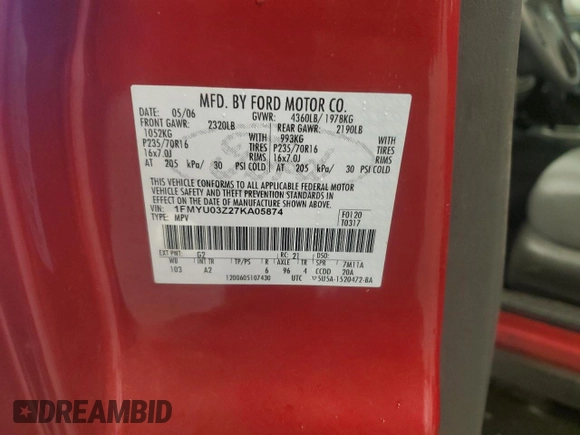 MFD. BY FORD MOTOR CO.
DATE: 05/06 GVWR: 4360LB/1978KG
FRONT GAWR: 2320LB REAR GAWR: 2190LB
1052KG WITH 993KG WITH
P235/70R16 TIRES P235/70R16 TIRES
16x7.0J RIMS 16x7.0J RIMS
AT 205 kPa/ 30 PSI COLD AT 205 kPa/ 30 PSI COLD
THIS VEHICLE CONFORMS TO ALL APPLICABLE FEDERAL MOTOR
VEHICLE SAFETY AND THEFT PREVENTION STANDARDS IN
EFFECT ON THE DATE OF MANUFACTURE SHOWN ABOVE.
VIN: 1FMYU03Z27KA05874 F0120
TYPE: MPV T0317
EXT PNT: G2 RC: 21 DSO:
WB INT TR TP/PS R AXLE TR SPR 7M11A
103 A2 6 96 4 CCDD 20A
1200605107430 UTC 5U5A-1520472-BA
DREAMBID